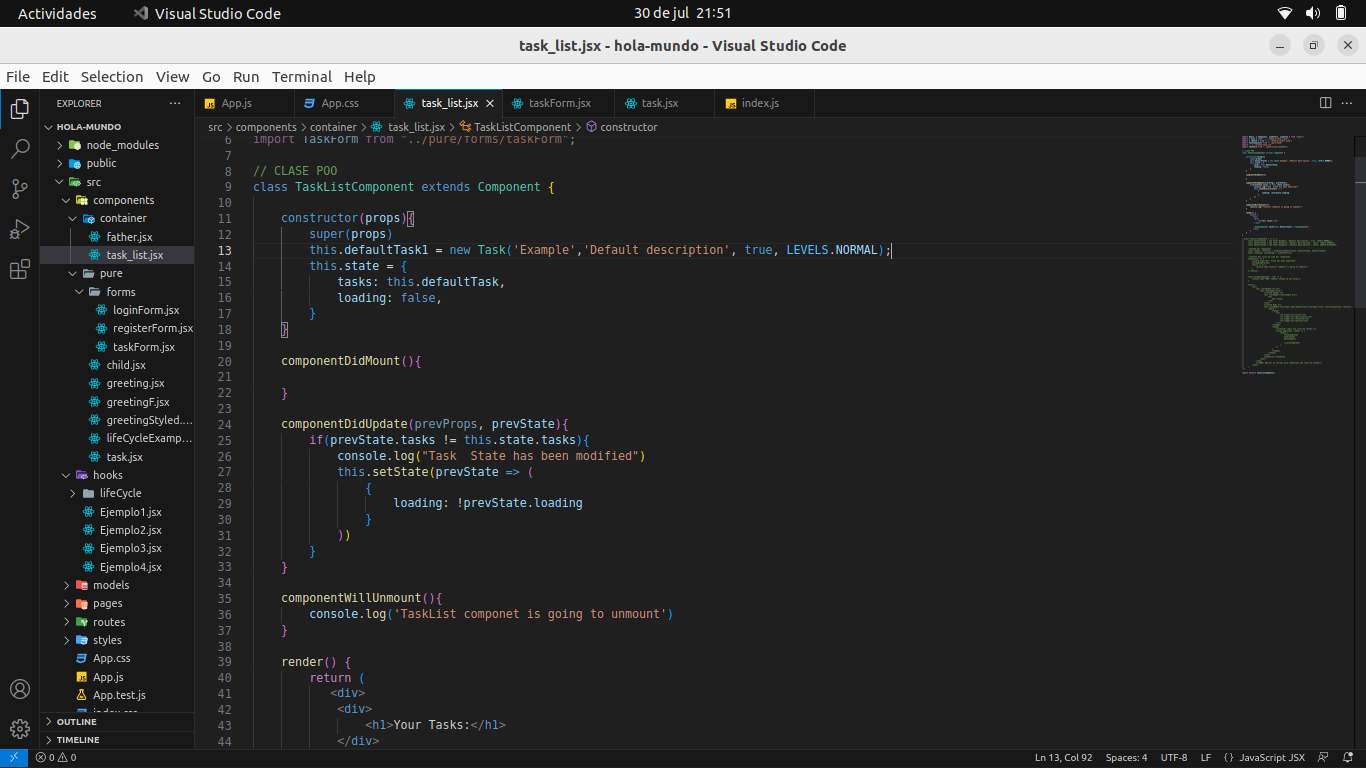 Actividades
Visual Studio Code
30 de jul 21:51
task_list.jsx - hola-mundo - Visual Studio Code
File Edit Selection View Go Run Terminal Help
EXPLORER
App.js
App.css
task_list.jsx
taskForm.jsx
task.jsx
index.js
HOLA-MUNDO
node_modules
public
src
components
container
father.jsx
task_list.jsx
pure
forms
loginForm.jsx
registerForm.jsx
taskForm.jsx
child.jsx
greeting.jsx
greetingF.jsx
greetingStyled....
lifeCycleExamp...
task.jsx
hooks
lifeCycle
Ejemplo1.jsx
Ejemplo2.jsx
Ejemplo3.jsx
Ejemplo4.jsx
models
pages
routes
styles
App.css
App.js
App.test.js
index.css
OUTLINE
TIMELINE
src > components > container > task_list.jsx > TaskListComponent > constructor
6 import TaskForm from "../pure/forms/taskForm";
7
8 // CLASE POO
9 class TaskListComponent extends Component {
10
11 constructor(props){
12 super(props)
13 this.defaultTask1 = new Task('Example','Default description', true, LEVELS.NORMAL);
14 this.state = {
15 tasks: this.defaultTask,
16 loading: false,
17 }
18 }
19
20 componentDidMount(){
21
22 }
23
24 componentDidUpdate(prevProps, prevState){
25 if(prevState.tasks != this.state.tasks){
26 console.log("Task  State has been modified")
27 this.setState(prevState => (
28 {
29 loading: !prevState.loading
30 }
31 ))
32 }
33 }
34
35 componentWillUnmount(){
36 console.log('TaskList componet is going to unmount')
37 }
38
39 render() {
40 return (
41 <div>
42 <div>
43 <h1>Your Tasks:</h1>
44 </div>
0 0
Ln 13, Col 92
Spaces: 4
UTF-8
LF
{ } JavaScript JSX